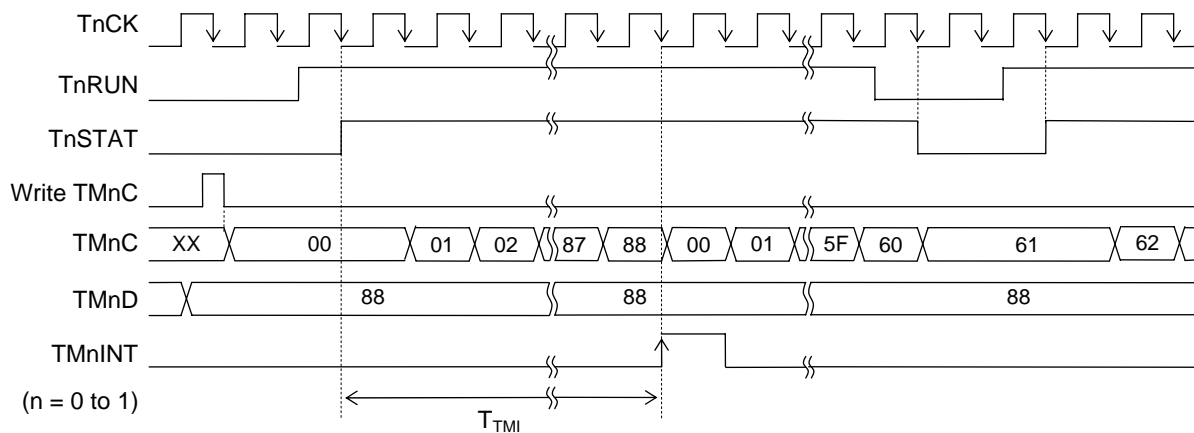 TnCK
TnRUN
TnSTAT
Write TMnC
TMnC XX 00 01 02 87 88 00 01 5F 60 61 62
TMnD 88 88 88
TMnINT
(n = 0 to 1)
TTMI